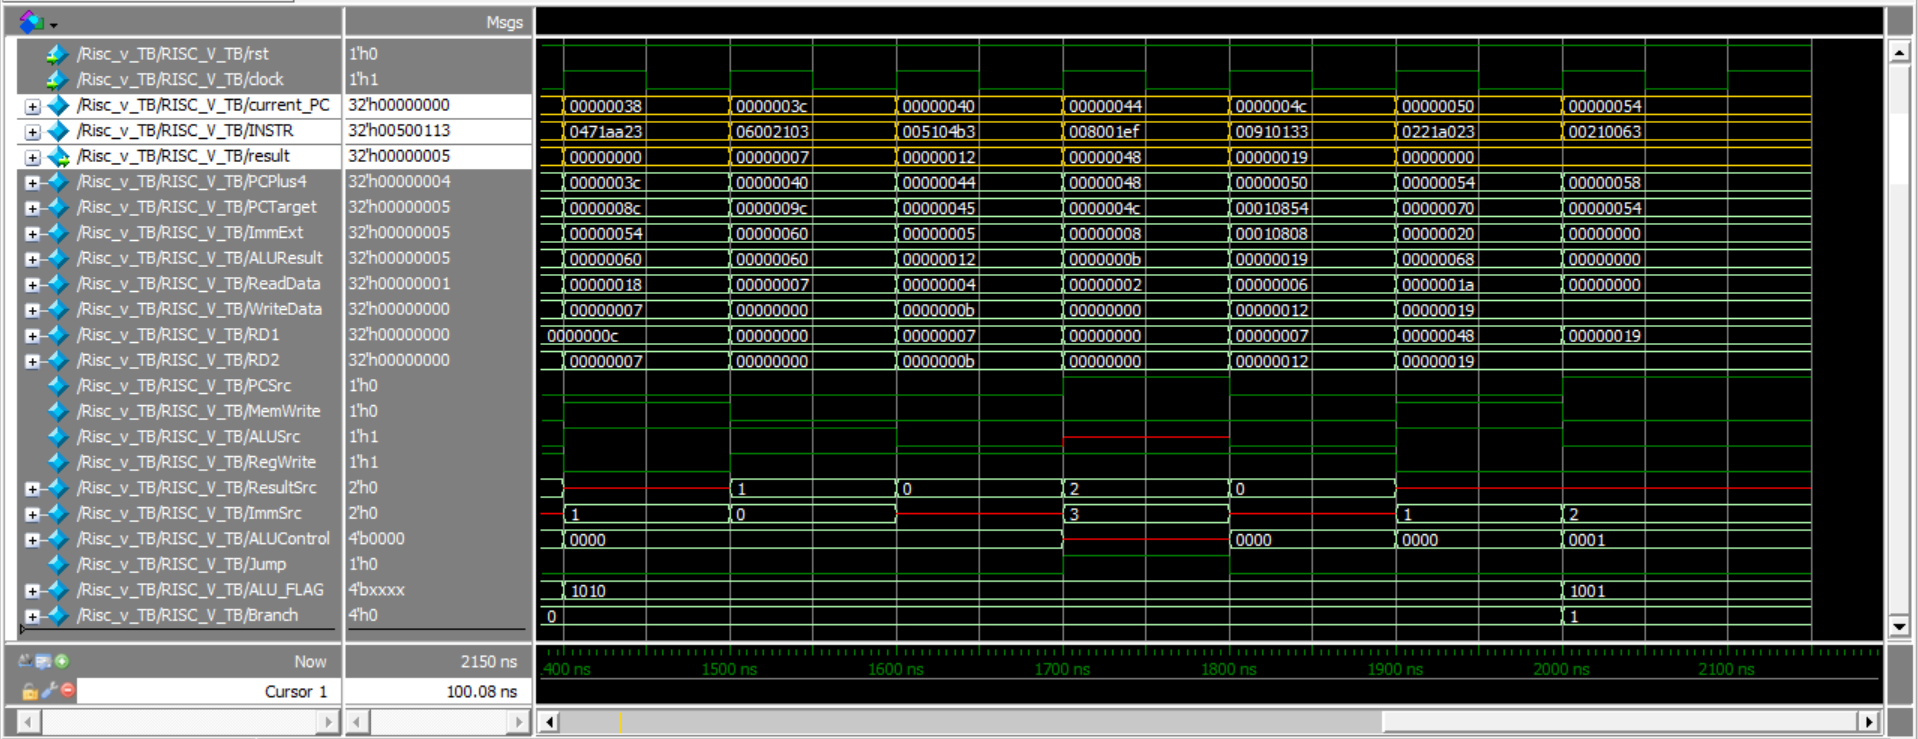 Msgs
/Risc_v_TB/RISC_V_TB/rst 1'h0
/Risc_v_TB/RISC_V_TB/clock 1'h1
/Risc_v_TB/RISC_V_TB/current_PC 32'h00000000 00000038 0000003c 00000040 00000044 0000004c 00000050 00000054
/Risc_v_TB/RISC_V_TB/INSTR 32'h00500113 0471aa23 06002103 005104b3 008001ef 00910133 0221a023 00210063
/Risc_v_TB/RISC_V_TB/result 32'h00000005 00000000 00000007 00000012 00000048 00000019 00000000
/Risc_v_TB/RISC_V_TB/PCPlus4 32'h00000004 0000003c 00000040 00000044 00000048 00000050 00000054 00000058
/Risc_v_TB/RISC_V_TB/PCTarget 32'h00000005 0000008c 0000009c 00000045 0000004c 00010854 00000070 00000054
/Risc_v_TB/RISC_V_TB/ImmExt 32'h00000005 00000054 00000060 00000005 00000008 00010808 00000020 00000000
/Risc_v_TB/RISC_V_TB/ALUResult 32'h00000005 00000060 00000060 00000012 0000000b 00000019 00000068 00000000
/Risc_v_TB/RISC_V_TB/ReadData 32'h00000001 00000018 00000007 00000004 00000002 00000006 0000001a 00000000
/Risc_v_TB/RISC_V_TB/WriteData 32'h00000000 00000007 00000000 0000000b 00000000 00000012 00000019
/Risc_v_TB/RISC_V_TB/RD1 32'h00000000 0000000c 00000000 00000007 00000000 00000007 00000048 00000019
/Risc_v_TB/RISC_V_TB/RD2 32'h00000000 00000007 00000000 0000000b 00000000 00000012 00000019
/Risc_v_TB/RISC_V_TB/PCSrc 1'h0
/Risc_v_TB/RISC_V_TB/MemWrite 1'h0
/Risc_v_TB/RISC_V_TB/ALUSrc 1'h1
/Risc_v_TB/RISC_V_TB/RegWrite 1'h1
/Risc_v_TB/RISC_V_TB/ResultSrc 2'h0 1 0 2 0
/Risc_v_TB/RISC_V_TB/ImmSrc 2'h0 1 0 3 1 2
/Risc_v_TB/RISC_V_TB/ALUControl 4'b0000 0000 0000 0000 0001
/Risc_v_TB/RISC_V_TB/Jump 1'h0
/Risc_v_TB/RISC_V_TB/ALU_FLAG 4'bxxxx 1010 1001
/Risc_v_TB/RISC_V_TB/Branch 4'h0 0 1
Now 2150 ns 400 ns 1500 ns 1600 ns 1700 ns 1800 ns 1900 ns 2000 ns 2100 ns
Cursor 1 100.08 ns